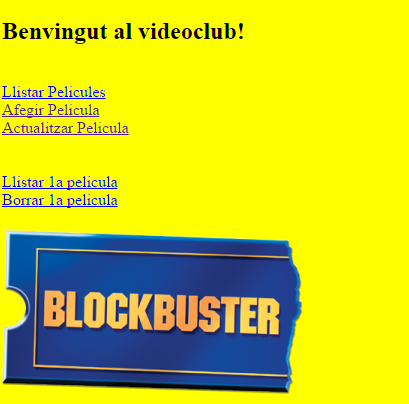 Benvingut al videoclub!
Llistar Pelicules
Afegir Pelicula
Actualitzar Pelicula
Llistar 1a pelicula
Borrar 1a pelicula
BLOCKBUSTER